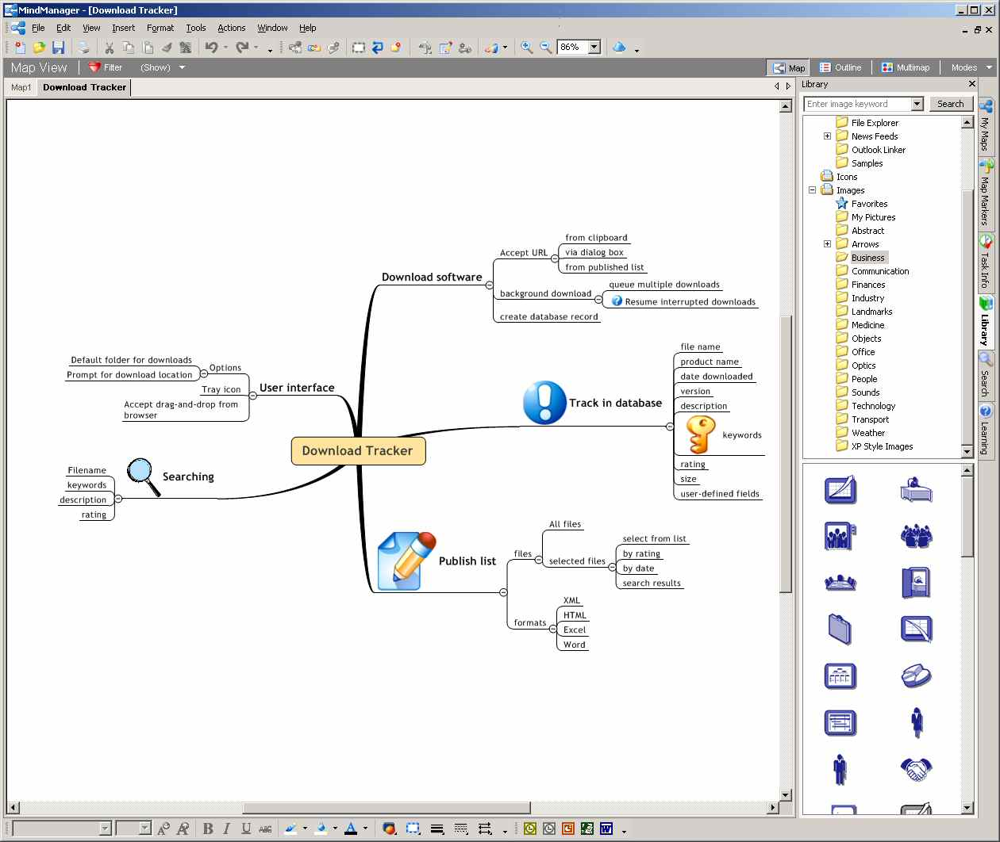 MindManager - [Download Tracker]
File Edit View Insert Format Tools Actions Window Help
86%
Map View Filter (Show) Map Outline Multimap Modes
Map1 Download Tracker
Library
Enter image keyword Search
File Explorer
News Feeds
Outlook Linker
Samples
Icons
Images
Favorites
My Pictures
Abstract
Arrows
Business
Communication
Finances
Industry
Landmarks
Medicine
Objects
Office
Optics
People
Sounds
Technology
Transport
Weather
XP Style Images
My Maps
Map Markers
Task Info
Library
Search
Learning
Download Tracker
Download software
Accept URL
from clipboard
via dialog box
from published list
background download
queue multiple downloads
Resume interrupted downloads
create database record
Track in database
file name
product name
date downloaded
version
description
keywords
rating
size
user-defined fields
Publish list
files
All files
selected files
select from list
by rating
by date
search results
formats
XML
HTML
Excel
Word
User interface
Options
Default folder for downloads
Prompt for download location
Tray icon
Accept drag-and-drop from
browser
Searching
Filename
keywords
description
rating
B I U ABC A